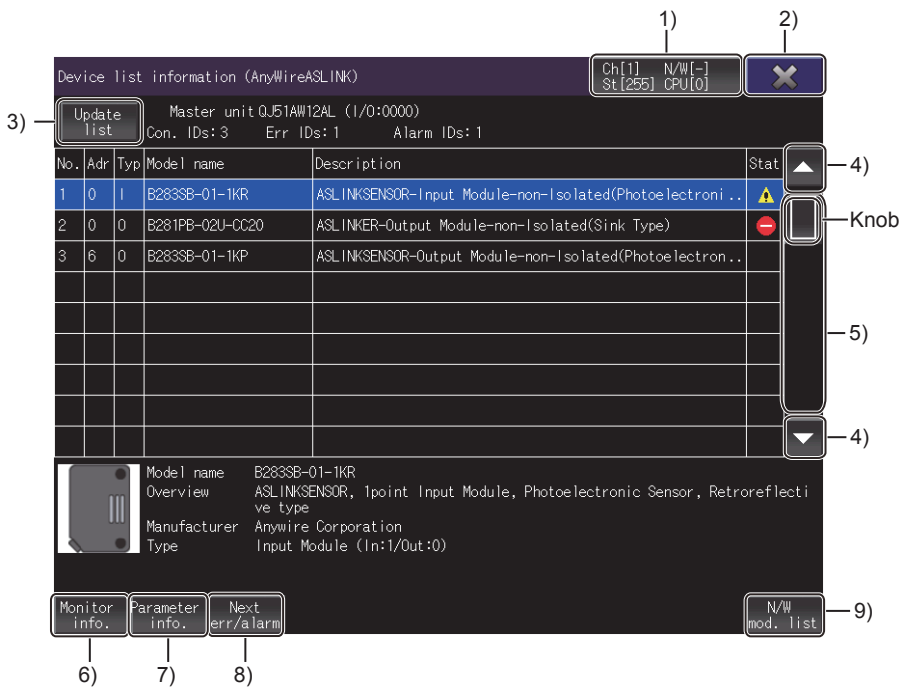 1) 2)
Device list information (AnyWireASLINK) Ch[1] N/W[-]
St[255] CPU[0]
3) Update
list
Master unit QJ51AW12AL (I/O:0000)
Con. IDs: 3 Err IDs: 1 Alarm IDs: 1
No. Adr Typ Model name Description Stat 4)
1 0 I B283SB-01-1KR ASLINKSENSOR-Input Module-non-Isolated(Photoelectroni..
Knob
2 0 O B281PB-02U-CC20 ASLINKER-Output Module-non-Isolated(Sink Type)
3 6 O B283SB-01-1KP ASLINKSENSOR-Output Module-non-Isolated(Photoelectron..
5)
4)
Model name B283SB-01-1KR
Overview ASLINKSENSOR, 1point Input Module, Photoelectronic Sensor, Retroreflecti
ve type
Manufacturer Anywire Corporation
Type Input Module (In:1/Out:0)
Monitor
info.
Parameter
info.
Next
err/alarm
N/W
mod. list
9)
6) 7) 8)